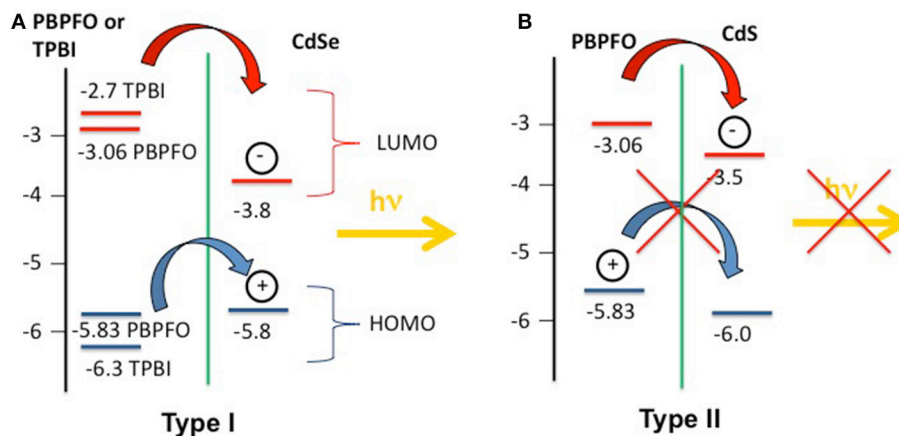 A
PBPFO or
TPBI
CdSe
-2.7 TPBI
-3
-3.06 PBPFO
-
LUMO
-4
-3.8
hν
-5
+
-5.83 PBPFO
-5.8
HOMO
-6
-6.3 TPBI
Type I
B
PBPFO
CdS
-3
-3.06
-
-3.5
-4
hν
-5
+
-5.83
-6
-6.0
Type II